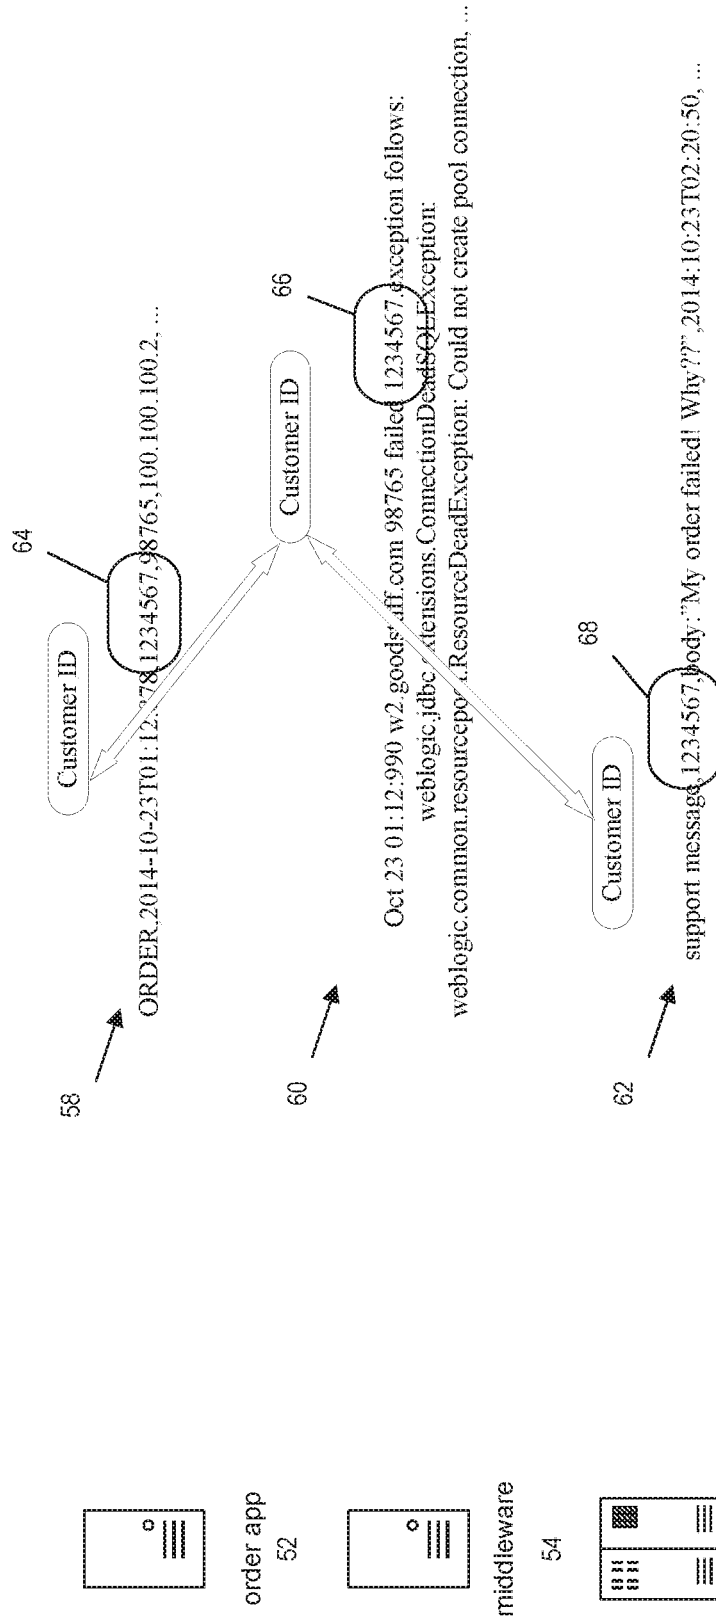 64
Customer ID
58
ORDER,2014-10-23T01:12:378,1234567,98765,100.100.100.2, ...
66
Customer ID
60
Oct 23 01:12:990 w2.goodstuff.com 98765 failed 1234567.exception follows:
weblogic.jdbc.extensions.ConnectionDeadSQLException:
weblogic.common.resourcepool.ResourceDeadException: Could not create pool connection, ...
68
Customer ID
62
support message,1234567,body:"My order failed! Why??",2014:10:23T02:20:50, ...
order app
52
middleware
54